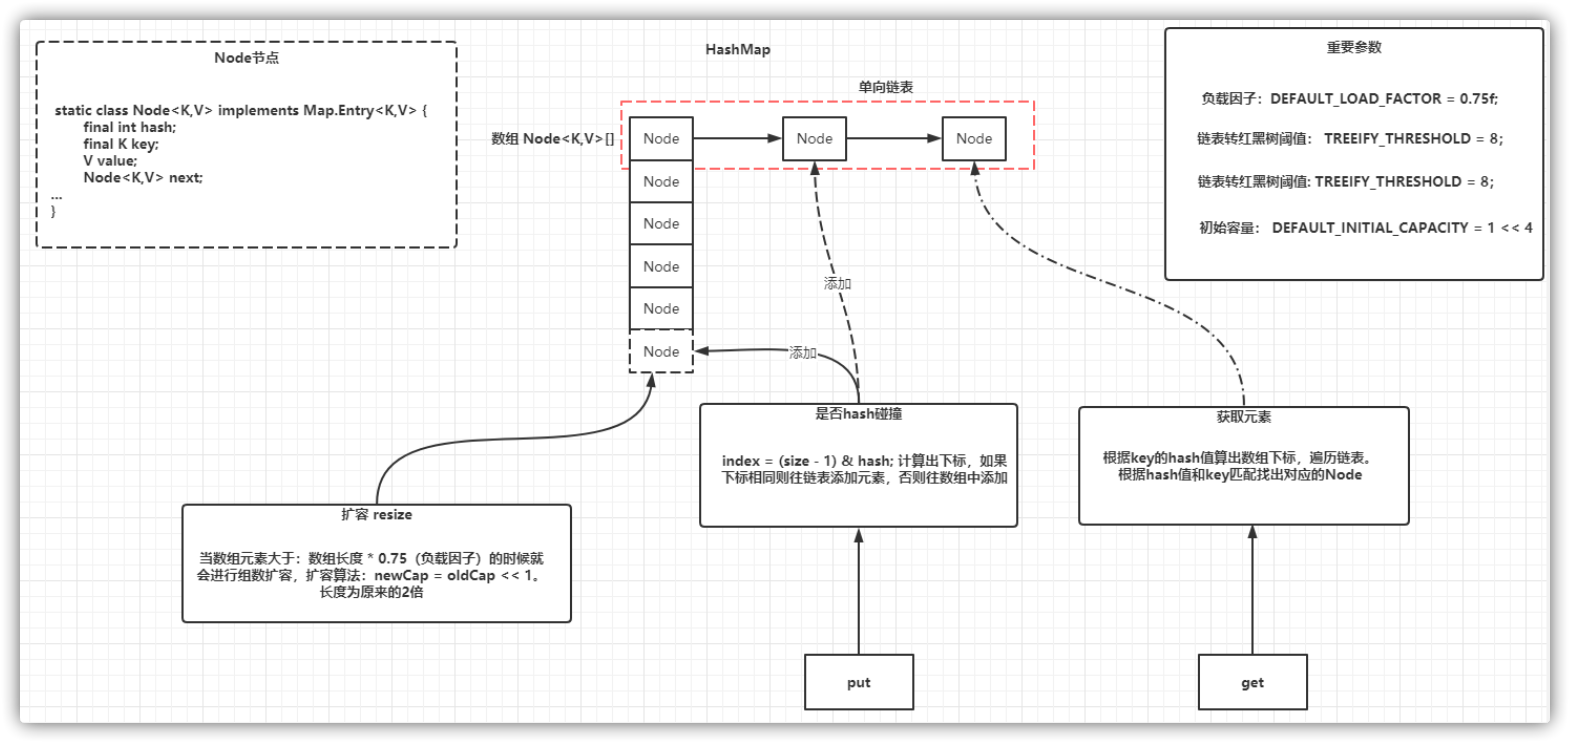 HashMap
Node节点
static class Node<K,V> implements Map.Entry<K,V> {
final int hash;
final K key;
V value;
Node<K,V> next;
...
}
单向链表
数组 Node<K,V>[]
Node
Node
Node
Node
Node
Node
Node
Node
重要参数
负载因子：DEFAULT_LOAD_FACTOR = 0.75f;
链表转红黑树阈值： TREEIFY_THRESHOLD = 8;
链表转红黑树阈值: TREEIFY_THRESHOLD = 8;
初始容量： DEFAULT_INITIAL_CAPACITY = 1 << 4
添加
添加
扩容 resize
当数组元素大于：数组长度 * 0.75（负载因子）的时候就
会进行组数扩容，扩容算法：newCap = oldCap << 1。
长度为原来的2倍
是否hash碰撞
index = (size - 1) & hash; 计算出下标，如果
下标相同则往链表添加元素，否则往数组中添加
获取元素
根据key的hash值算出数组下标，遍历链表。
根据hash值和key匹配找出对应的Node
put
get